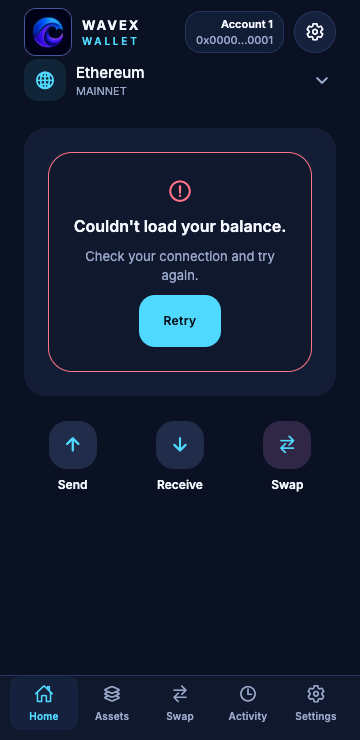 WAVEX
WALLET
Account 1
0x0000...0001
Ethereum
MAINNET
Couldn't load your balance.
Check your connection and try
again.
Retry
Send
Receive
Swap
Home
Assets
Swap
Activity
Settings